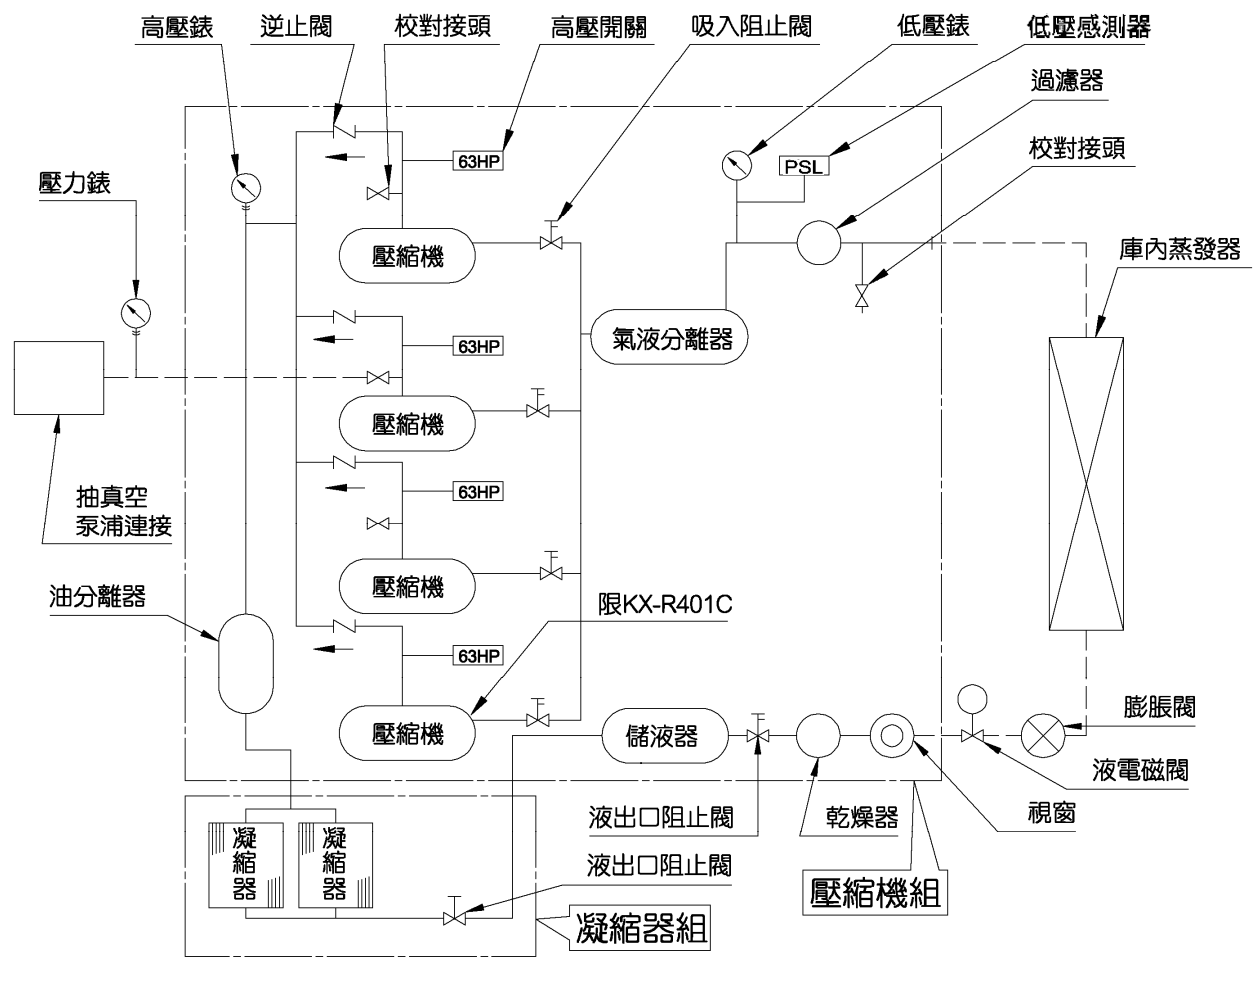 高壓錶
逆止閥
校對接頭
高壓開關
吸入阻止閥
低壓錶
低壓感測器
過濾器
校對接頭
63HP
PSL
壓力錶
壓縮機
庫內蒸發器
氣液分離器
63HP
壓縮機
63HP
抽真空
泵浦連接
壓縮機
油分離器
限KX-R401C
63HP
壓縮機
儲液器
膨脹閥
液電磁閥
視窗
液出口阻止閥
乾燥器
凝縮器
凝縮器
液出口阻止閥
壓縮機組
凝縮器組